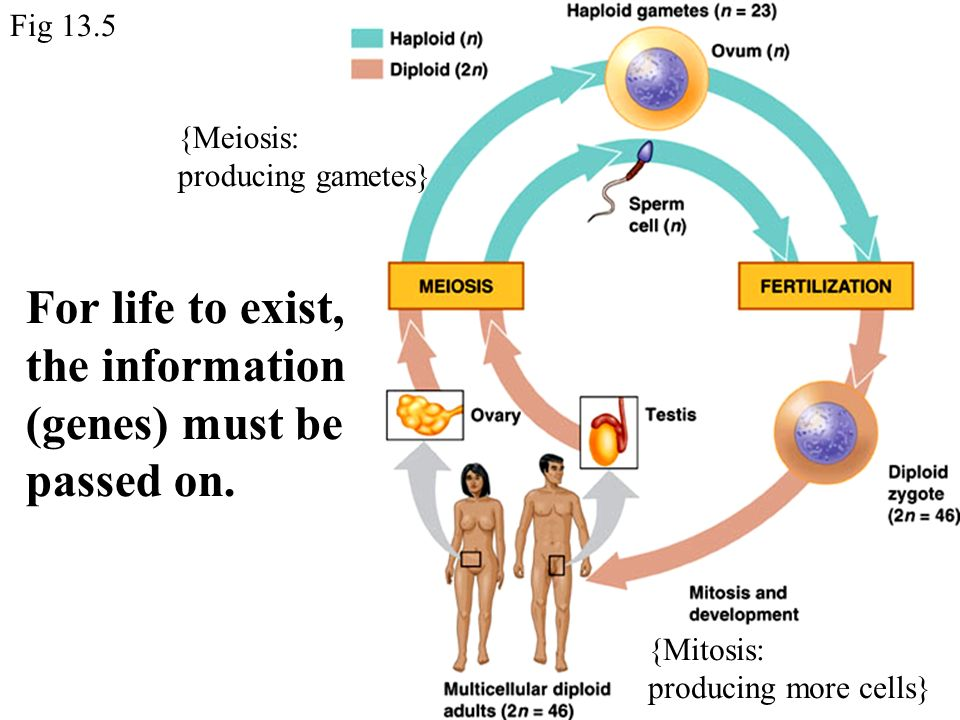 Fig 13.5
Haploid gametes (n = 23)
Haploid (n)
Diploid (2n)
Ovum (n)
{Meiosis:
producing gametes}
Sperm
cell (n)
MEIOSIS
FERTILIZATION
For life to exist,
the information
(genes) must be
passed on.
Ovary
Testis
Diploid
zygote
(2n = 46)
Mitosis and
development
{Mitosis:
producing more cells}
Multicellular diploid
adults (2n = 46)